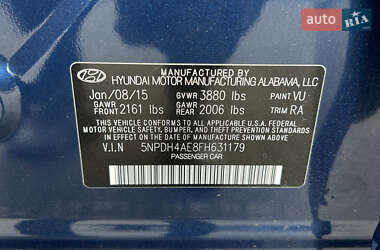 auto RIA.com
MANUFACTURED BY
HYUNDAI MOTOR MANUFACTURING ALABAMA, LLC
Jan/08/15 GVWR 3880 lbs PAINT VU
GAWR FRONT 2161 lbs GAWR REAR 2006 lbs TRIM RA
THIS VEHICLE CONFORMS TO ALL APPLICABLE U.S. FEDERAL
MOTOR VEHICLE SAFETY, BUMPER, AND THEFT PREVENTION STANDARDS
IN EFFECT ON THE DATE OF MANUFACTURE SHOWN ABOVE.
V.I.N 5NPDH4AE8FH631179
PASSENGER CAR